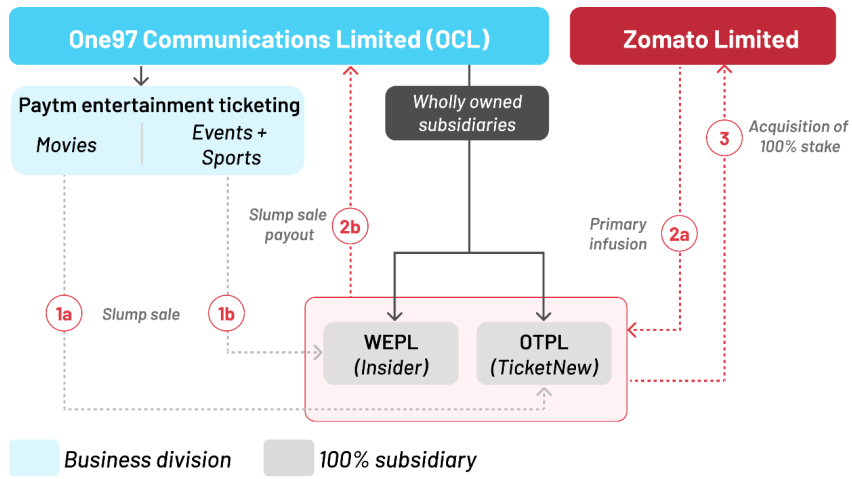 One97 Communications Limited (OCL)
Zomato Limited
Paytm entertainment ticketing
Movies
Events +
Sports
Wholly owned
subsidiaries
Acquisition of
100% stake
3
Slump sale
payout
2b
Primary
infusion
2a
1a
Slump sale
1b
WEPL
(Insider)
OTPL
(TicketNew)
Business division
100% subsidiary